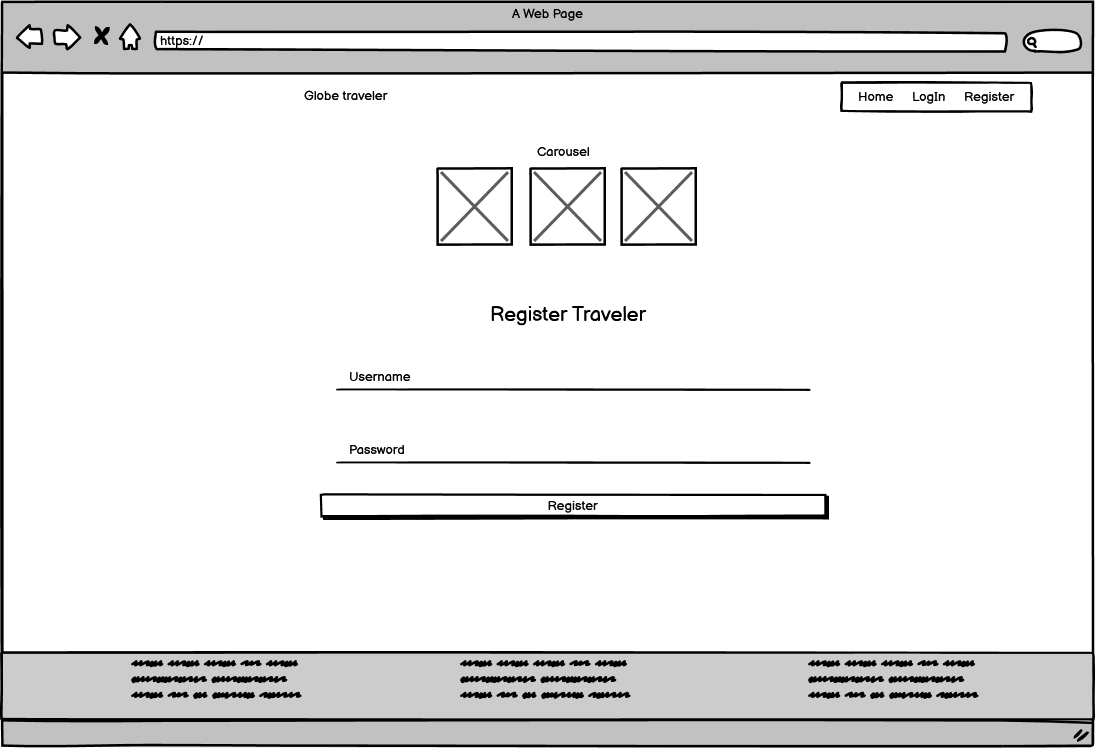 A Web Page
https://
Globe traveler
Home LogIn Register
Carousel
Register Traveler
Username
Password
Register